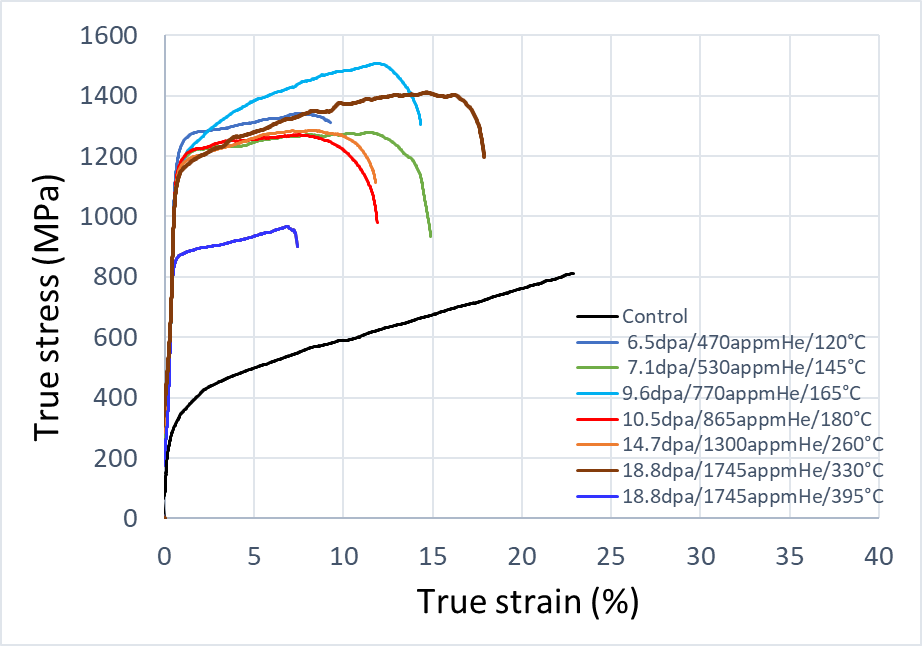 1600
1400
1200
1000
800
600
400
200
0
True stress (MPa)
Control
6.5dpa/470appmHe/120°C
7.1dpa/530appmHe/145°C
9.6dpa/770appmHe/165°C
10.5dpa/865appmHe/180°C
14.7dpa/1300appmHe/260°C
18.8dpa/1745appmHe/330°C
18.8dpa/1745appmHe/395°C
0 5 10 15 20 25 30 35 40
True strain (%)